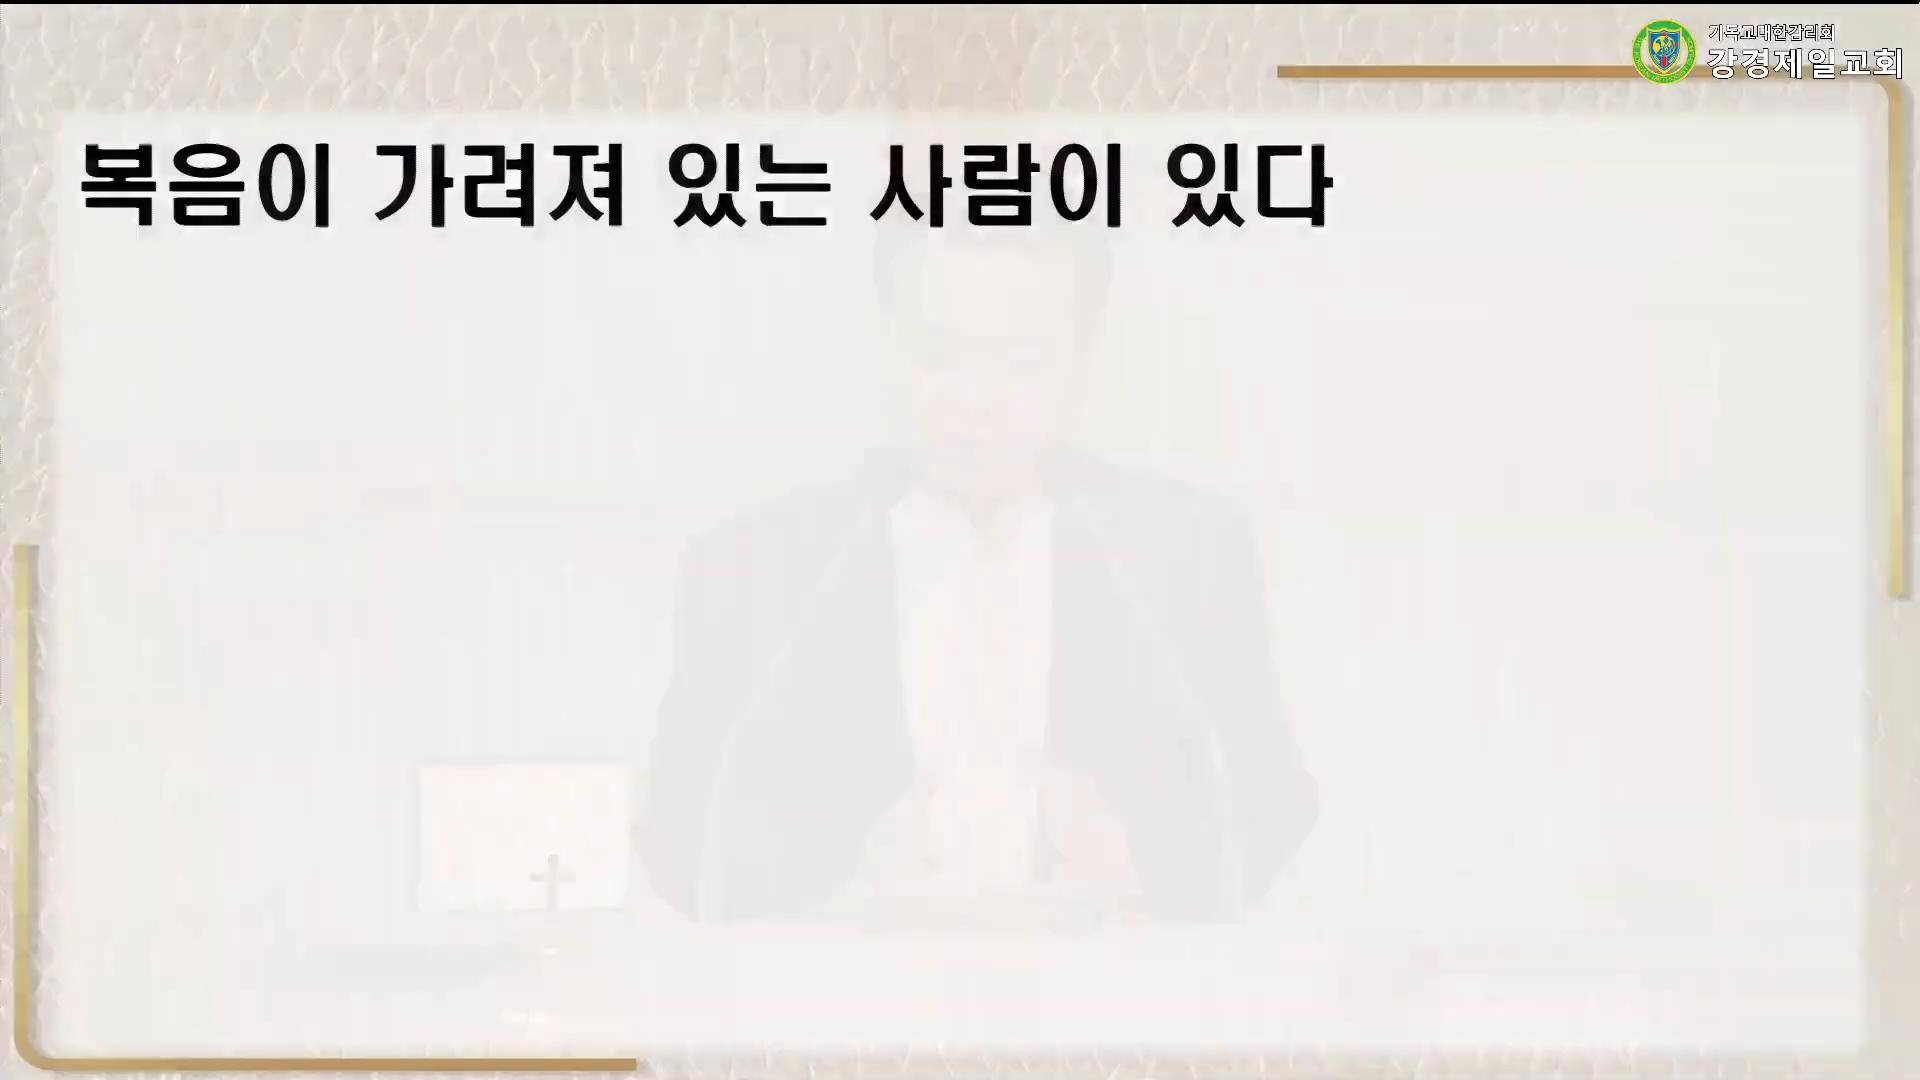 기독교대한감리회
강경제일교회
복음이 가려져 있는 사람이 있다